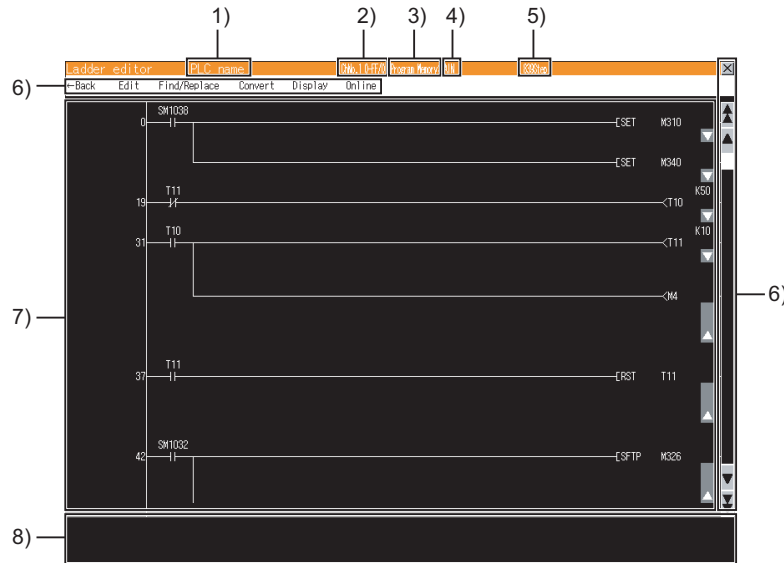 1) 2) 3) 4) 5)
Ladder editor PLC name Program Memory
6) ←Back Edit Find/Replace Convert Display Online
SM1038
0 [SET M310
[SET M340
T11 K50
19 <T10
T10 K10
31 <T11
6)
<M4
7)
T11
37 [RST T11
SM1032
42 [SFTP M326
8)